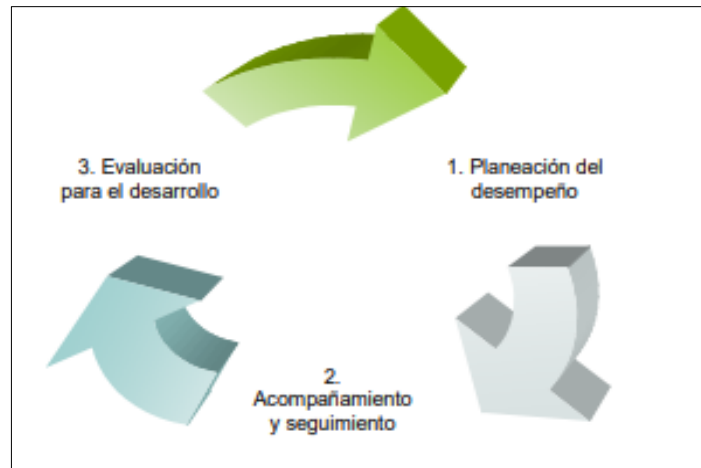 3. Evaluación
para el desarrollo
1. Planeación del
desempeño
2.
Acompañamiento
y seguimiento